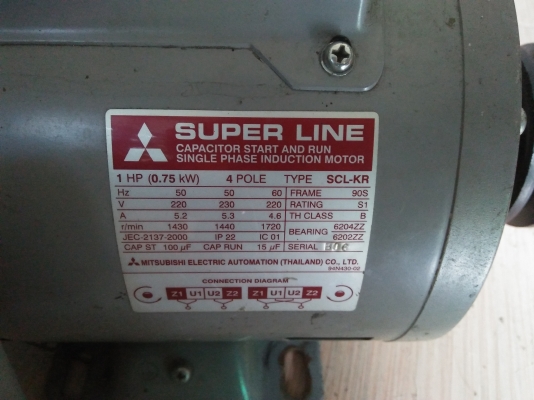 SUPER LINE
CAPACITOR START AND RUN
SINGLE PHASE INDUCTION MOTOR
1 HP (0.75 kW) 4 POLE TYPE SCL-KR
Hz 50 50 60 FRAME 90S
V 220 230 220 RATING S1
A 5.2 5.3 4.6 TH CLASS B
r/min 1430 1440 1720 BEARING 6204ZZ
JEC-2137-2000 IP 22 IC 01 6202ZZ
CAP ST 100 µF CAP RUN 15 µF SERIAL
MITSUBISHI ELECTRIC AUTOMATION (THAILAND) CO., LTD.
94N430-02
CONNECTION DIAGRAM
Z1 U1 U2 Z2 Z1 U1 U2 Z2